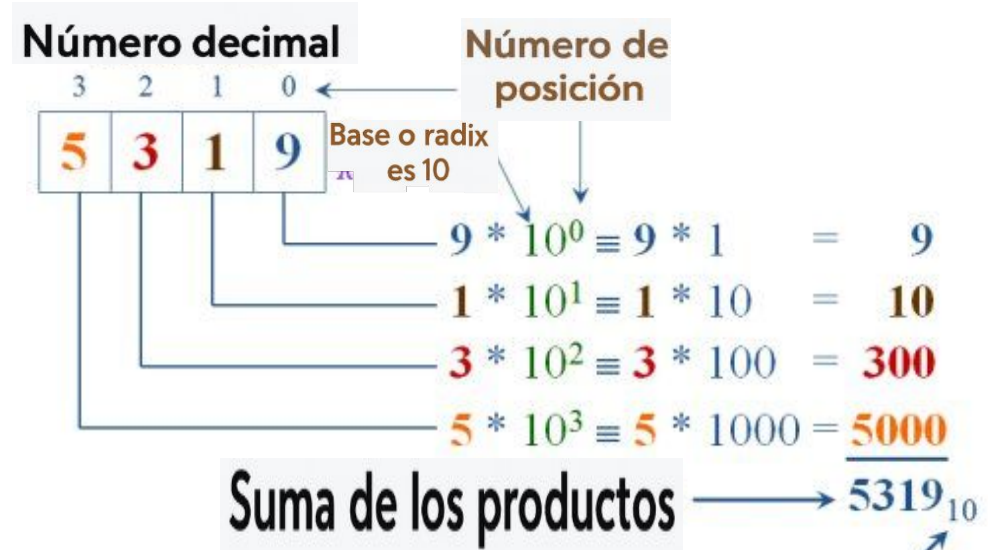 Número decimal
Número de
posición
3 2 1 0
5 3 1 9
Base o radix
es 10
9 * 10⁰ ≡ 9 * 1 = 9
1 * 10¹ ≡ 1 * 10 = 10
3 * 10² ≡ 3 * 100 = 300
5 * 10³ ≡ 5 * 1000 = 5000
Suma de los productos
5319₁₀